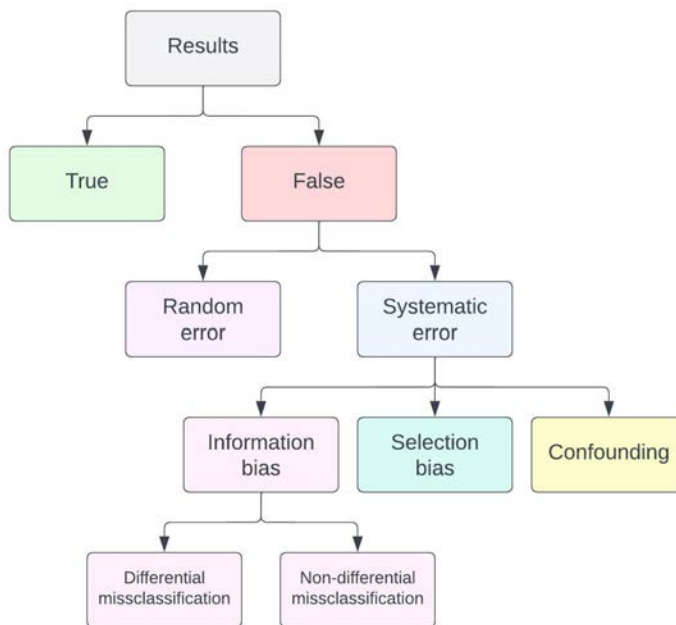 Results
True
False
Random
error
Systematic
error
Information
bias
Selection
bias
Confounding
Differential
missclassification
Non-differential
missclassification